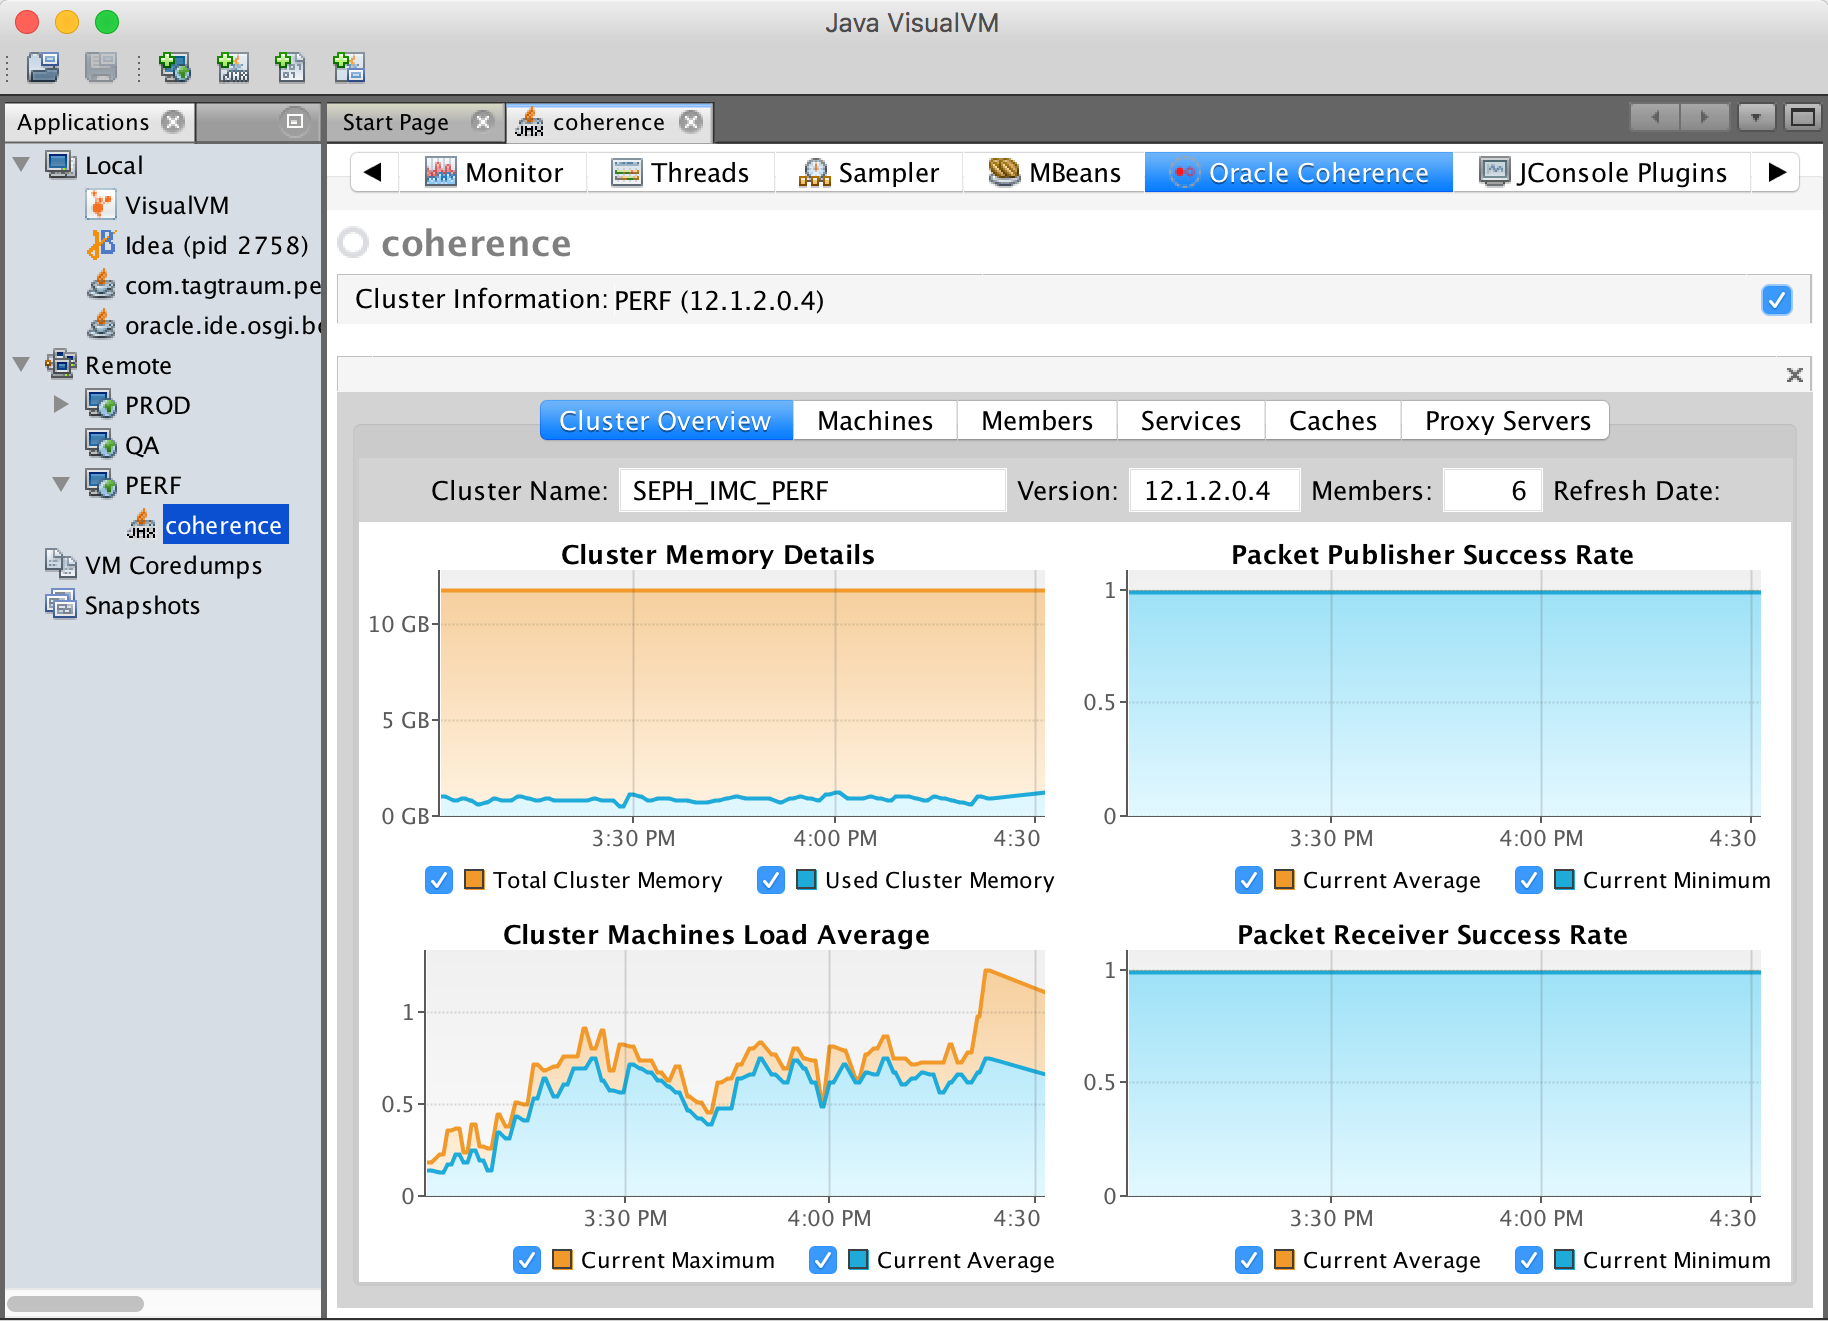 Java VisualVM
Applications
Start Page
coherence
Local
VisualVM
Idea (pid 2758)
com.tagtraum.pe
oracle.ide.osgi.bo
Remote
PROD
QA
PERF
JMX coherence
VM Coredumps
Snapshots
Monitor
Threads
Sampler
MBeans
Oracle Coherence
JConsole Plugins
coherence
Cluster Information: PERF (12.1.2.0.4)
Cluster Overview
Machines
Members
Services
Caches
Proxy Servers
Cluster Name: SEPH_IMC_PERF Version: 12.1.2.0.4 Members: 6 Refresh Date:
Cluster Memory Details
10 GB
5 GB
0 GB
3:30 PM 4:00 PM 4:30
Total Cluster Memory Used Cluster Memory
Packet Publisher Success Rate
1
0.5
0
3:30 PM 4:00 PM 4:30
Current Average Current Minimum
Cluster Machines Load Average
1
0.5
0
3:30 PM 4:00 PM 4:30
Current Maximum Current Average
Packet Receiver Success Rate
1
0.5
0
3:30 PM 4:00 PM 4:30
Current Average Current Minimum